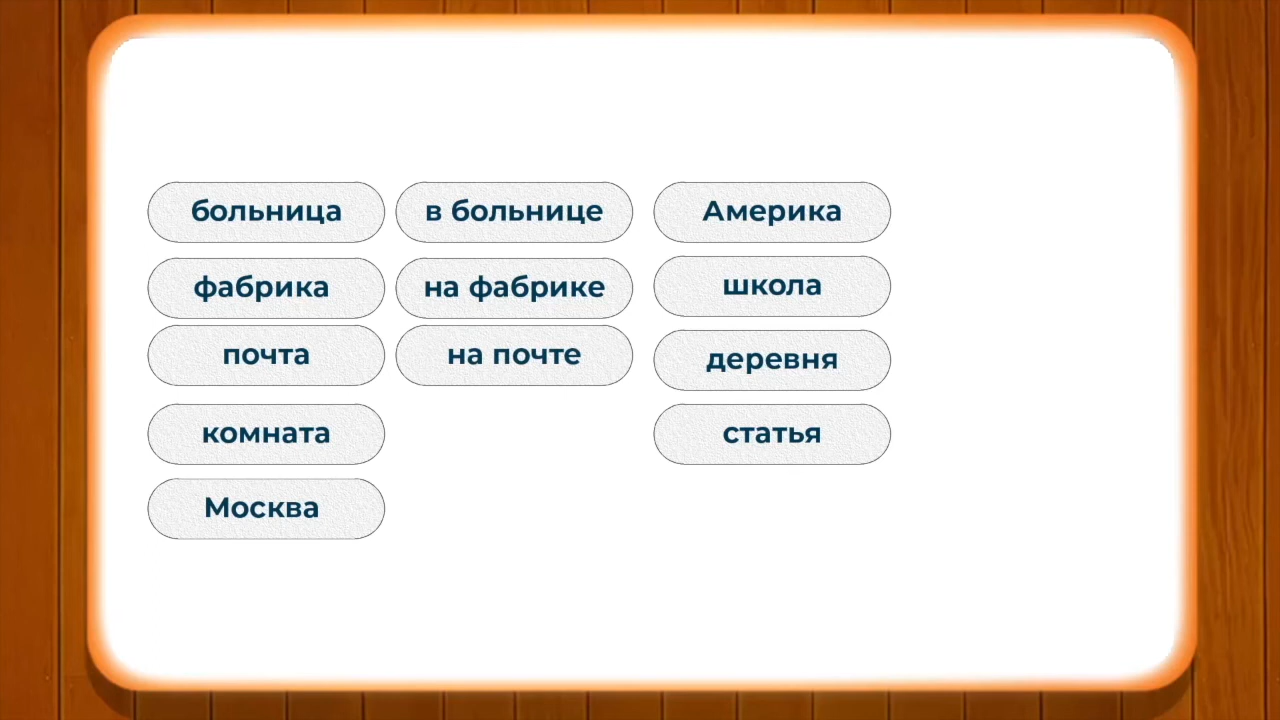 больница
в больнице
Америка
фабрика
на фабрике
школа
почта
на почте
деревня
комната
статья
Москва